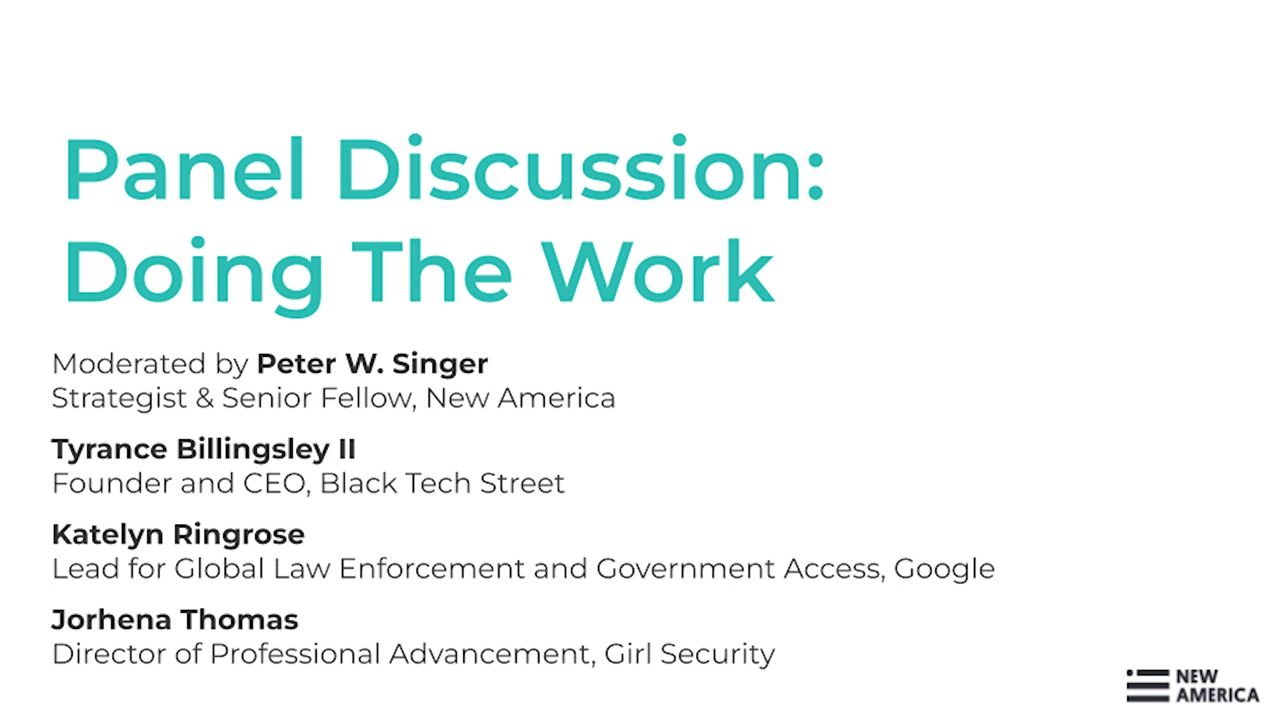 Panel Discussion:
Doing The Work
Moderated by Peter W. Singer
Strategist & Senior Fellow, New America
Tyrance Billingsley II
Founder and CEO, Black Tech Street
Katelyn Ringrose
Lead for Global Law Enforcement and Government Access, Google
Jorhena Thomas
Director of Professional Advancement, Girl Security
NEW
AMERICA